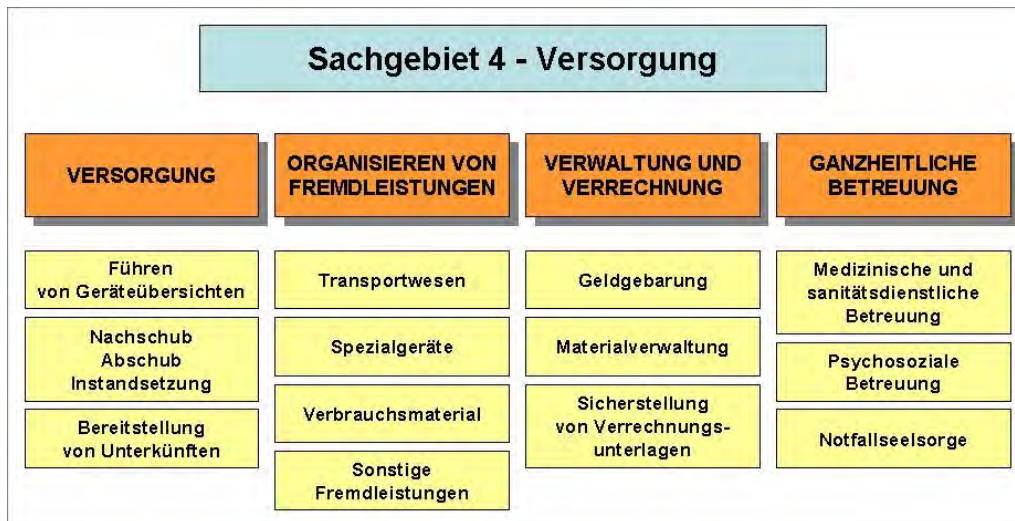 Sachgebiet 4 - Versorgung
VERSORGUNG
Führen
von Geräteübersichten
Nachschub
Abschub
Instandsetzung
Bereitstellung
von Unterkünften
ORGANISIEREN VON
FREMDLEISTUNGEN
Transportwesen
Spezialgeräte
Verbrauchsmaterial
Sonstige
Fremdleistungen
VERWALTUNG UND
VERRECHNUNG
Geldgebarung
Materialverwaltung
Sicherstellung
von Verrechnungs-
unterlagen
GANZHEITLICHE
BETREUUNG
Medizinische und
sanitätsdienstliche
Betreuung
Psychosoziale
Betreuung
Notfallseelsorge